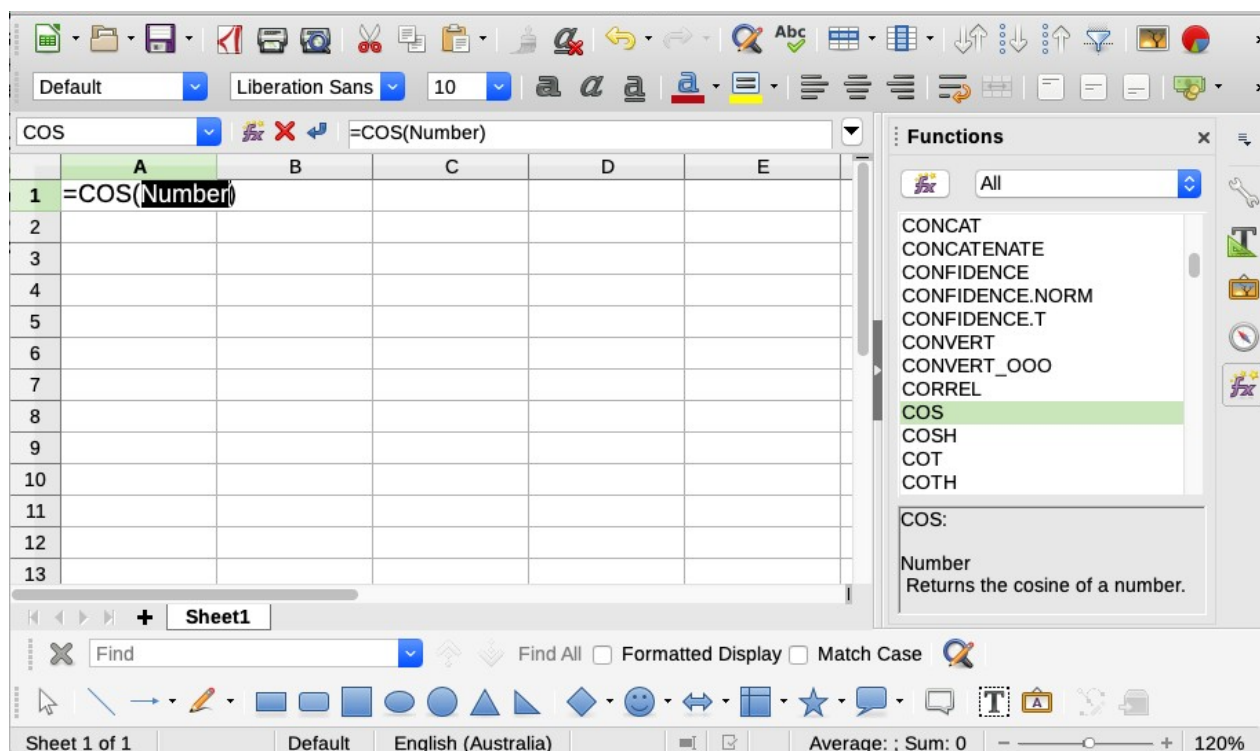 Abc
Default Liberation Sans 10 a a a a
COS fx =COS(Number) Functions
A B C D E
fx All
1 =COS(Number)
2
3
4
5
6
7
8
9
10
11
12
13
CONCAT
CONCATENATE
CONFIDENCE
CONFIDENCE.NORM
CONFIDENCE.T
CONVERT
CONVERT_OOO
CORREL
COS
COSH
COT
COTH
COS:
Number
Returns the cosine of a number.
Sheet1
Find Find All Formatted Display Match Case
T A
Sheet 1 of 1 Default English (Australia) Average: ; Sum: 0 120%